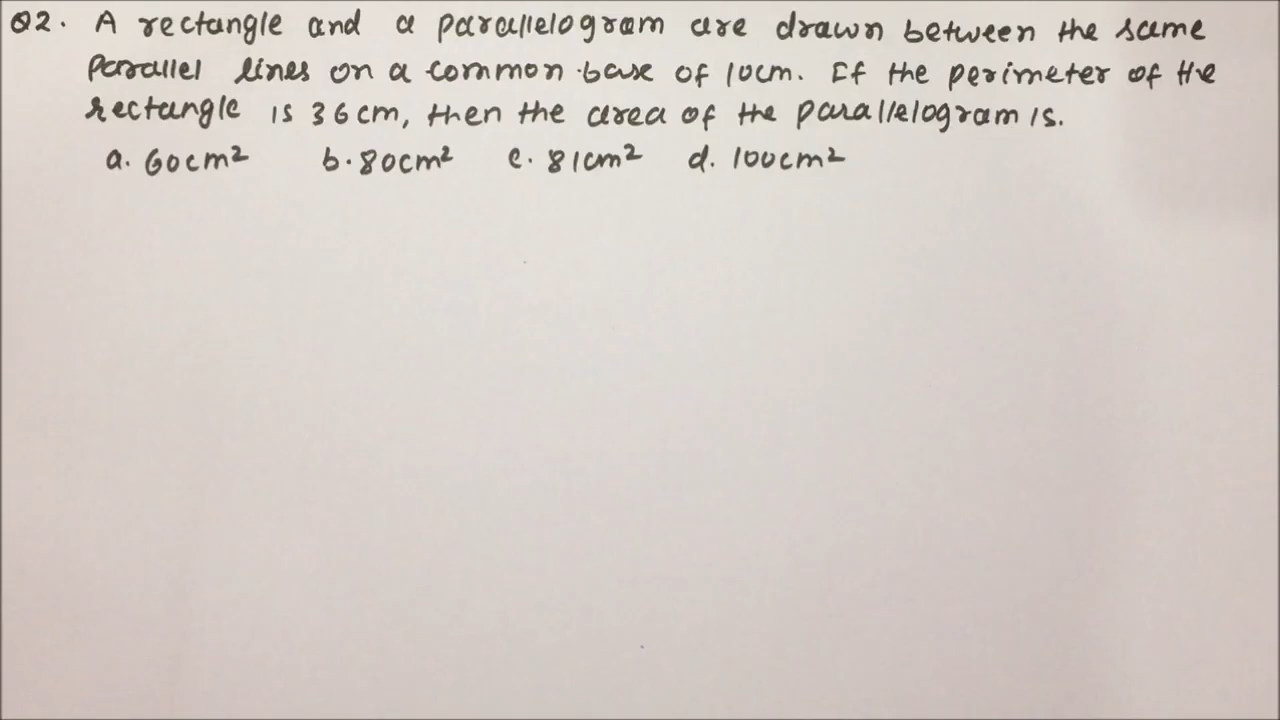 Q2. A rectangle and a parallelogram are drawn between the same
parallel lines on a common base of 10cm. If the perimeter of the
rectangle is 36cm, then the area of the parallelogram is.
a. 60cm² b. 80cm² c. 81cm² d. 100cm²